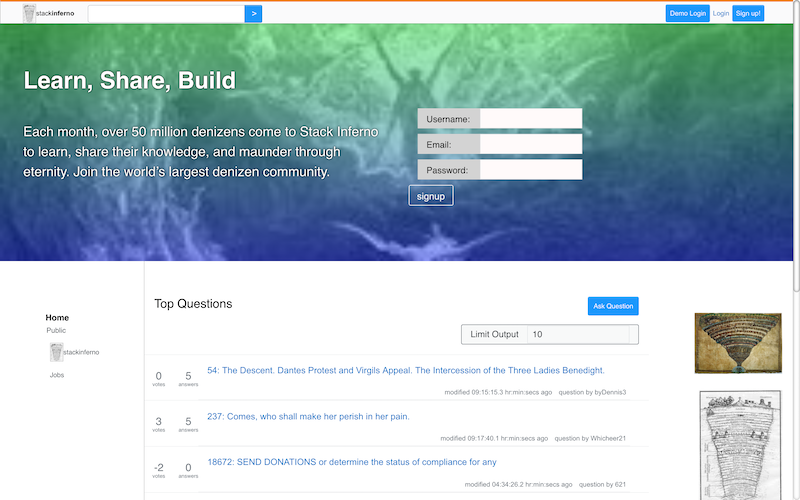 stackinferno
>
Demo Login
Login
Sign up!
Learn, Share, Build
Each month, over 50 million denizens come to Stack Inferno
to learn, share their knowledge, and maunder through
eternity. Join the world's largest denizen community.
Username:
Email:
Password:
signup
Home
Public
stackinferno
Jobs
Top Questions
Ask Question
Limit Output 10
0 votes
5 answers
54: The Descent. Dantes Protest and Virgils Appeal. The Intercession of the Three Ladies Benedight.
modified 09:15:15.3 hr:min:secs ago question by byDennis3
3 votes
5 answers
237: Comes, who shall make her perish in her pain.
modified 09:17:40.1 hr:min:secs ago question by Whicheer21
-2 votes
0 answers
18672: SEND DONATIONS or determine the status of compliance for any
modified 04:34:26.2 hr:min:secs ago question by 621